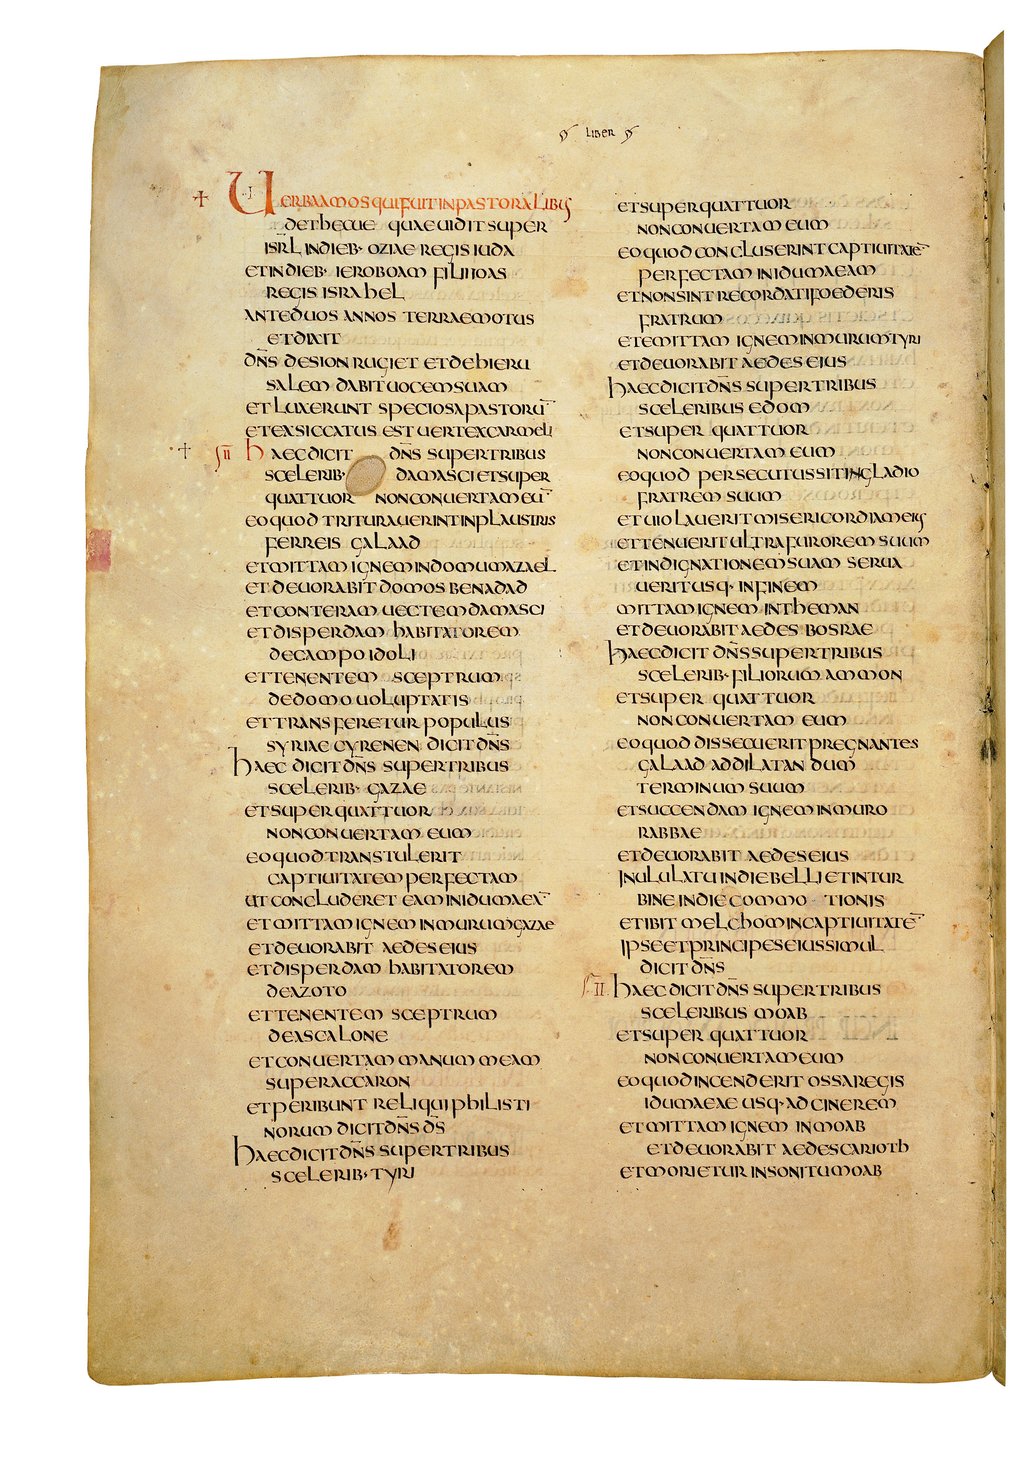 LIBER
UERBA AMOS QUI FUIT IN PASTORALIBUS
DE THECUE QUAE UIDIT SUPER
ISRL IN DIEB· OZIAE REGIS IUDA
ET IN DIEB· IEROBOAM FILII IOAS
REGIS ISRAHEL
ANTE DUOS ANNOS TERRAEMOTUS
ET DIXIT
DNS DE SION RUGIET ET DE HIERU
SALEM DABIT UOCEM SUAM
ET LUXERUNT SPECIOSA PASTORU
ET EXSICCATUS EST UERTEX CARMELI
II HAEC DICIT DNS SUPER TRIBUS
SCELERIB· DAMASCI ET SUPER
QUATTUOR NON CONUERTAM EU
EO QUOD TRITURAUERINT IN PLAUSTRIS
FERREIS GALAAD
ET MITTAM IGNEM IN DOMUM AZAEL
ET DEUORABIT DOMOS BENADAD
ET CONTERAM UECTEM DAMASCI
ET DISPERDAM HABITATOREM
DE CAMPO IDOLI
ET TENENTEM SCEPTRUM
DE DOMO UOLUPTATIS
ET TRANSFERETUR POPULUS
SYRIAE CYRENEN DICIT DNS
HAEC DICIT DNS SUPER TRIBUS
SCELERIB· GAZAE
ET SUPER QUATTUOR
NON CONUERTAM EUM
EO QUOD TRANSTULERIT
CAPTIUITATEM PERFECTAM
UT CONCLUDERET EAM IN IDUMAEA
ET MITTAM IGNEM IN MURUM GAZAE
ET DEUORABIT AEDES EIUS
ET DISPERDAM HABITATOREM
DE AZOTO
ET TENENTEM SCEPTRUM
DE ASCALONE
ET CONUERTAM MANUM MEAM
SUPER ACCARON
ET PERIBUNT RELIQUI PHILISTI
NORUM DICIT DNS DS
HAEC DICIT DNS SUPER TRIBUS
SCELERIB· TYRI
ET SUPER QUATTUOR
NON CONUERTAM EUM
EO QUOD CONCLUSERINT CAPTIUITATE
PERFECTAM IN IDUMAEAM
ET NON SINT RECORDATI FOEDERIS
FRATRUM
ET EMITTAM IGNEM IN MURUM TYRI
ET DEUORABIT AEDES EIUS
HAEC DICIT DNS SUPER TRIBUS
SCELERIBUS EDOM
ET SUPER QUATTUOR
NON CONUERTAM EUM
EO QUOD PERSECUTUS SIT IN GLADIO
FRATREM SUUM
ET UIOLAUERIT MISERICORDIAM EIUS
ET TENUERIT ULTRA FUROREM SUUM
ET INDIGNATIONEM SUAM SERUA
UERIT USQ· IN FINEM
MITTAM IGNEM IN THEMAN
ET DEUORABIT AEDES BOSRAE
HAEC DICIT DNS SUPER TRIBUS
SCELERIB· FILIORUM AMMON
ET SUPER QUATTUOR
NON CONUERTAM EUM
EO QUOD DISSECUERIT PREGNANTES
GALAAD AD DILATANDUM
TERMINUM SUUM
ET SUCCENDAM IGNEM IN MURO
RABBAE
ET DEUORABIT AEDES EIUS
IN ULULATU IN DIE BELLI ET IN TUR
BINE IN DIE COMMOTIONIS
ET IBIT MELCHOM IN CAPTIUITATE
IPSE ET PRINCIPES EIUS SIMUL
DICIT DNS
II HAEC DICIT DNS SUPER TRIBUS
SCELERIBUS MOAB
ET SUPER QUATTUOR
NON CONUERTAM EUM
EO QUOD INCENDERIT OSSA REGIS
IDUMAEAE USQ· AD CINEREM
ET MITTAM IGNEM IN MOAB
ET DEUORABIT AEDES CARIOTH
ET MORIETUR IN SONITU MOAB